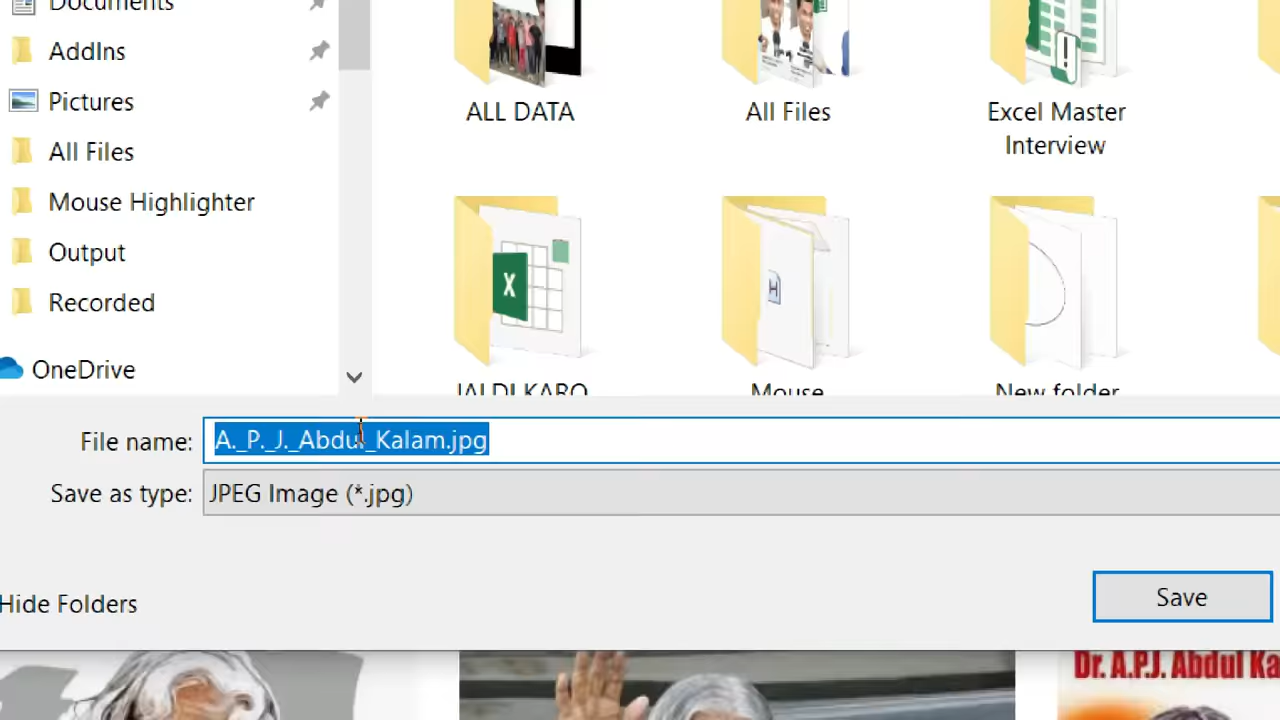 Documents
AddIns
Pictures
All Files
Mouse Highlighter
Output
Recorded
OneDrive
ALL DATA
All Files
Excel Master
Interview
JALDI KARO
Mouse
New folder
File name: A._P._J._Abdul_Kalam.jpg
Save as type: JPEG Image (*.jpg)
Hide Folders
Save
Dr. A.P.J. Abdul Ka